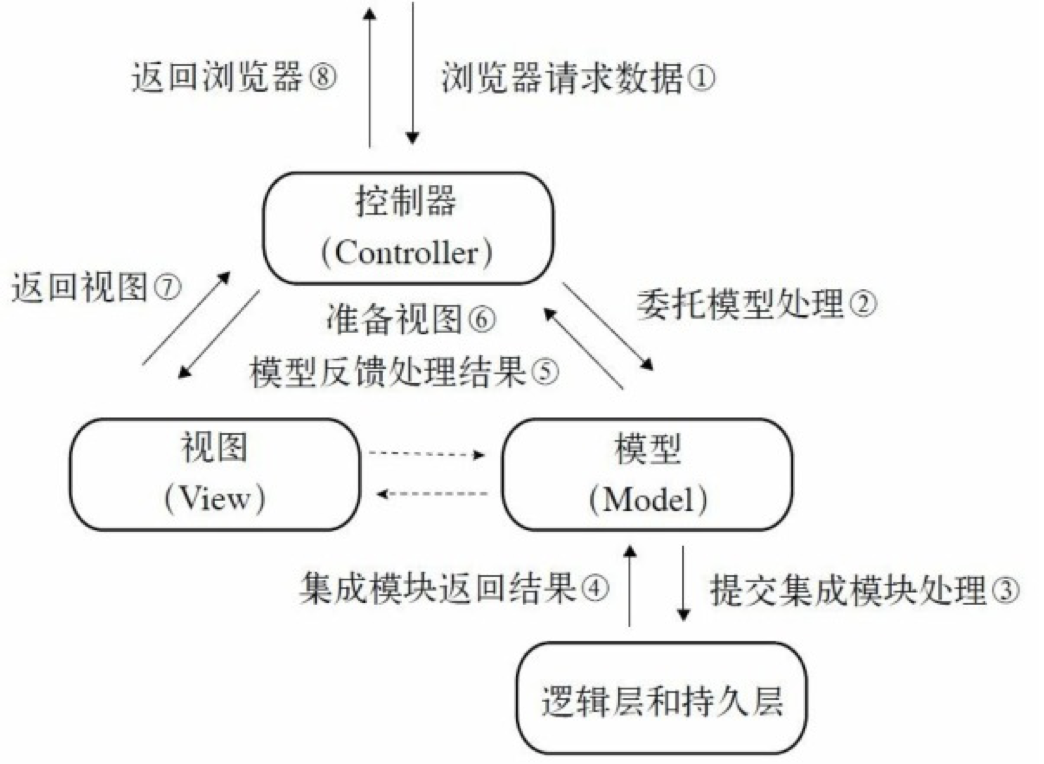 返回浏览器⑧
浏览器请求数据①
控制器
(Controller)
返回视图⑦
准备视图⑥
委托模型处理②
模型反馈处理结果⑤
视图
(View)
模型
(Model)
集成模块返回结果④
提交集成模块处理③
逻辑层和持久层